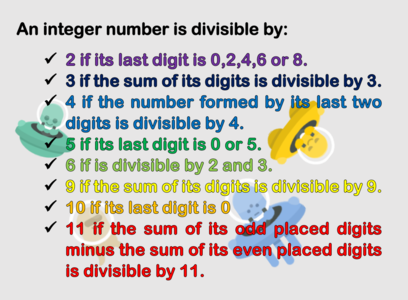 An integer number is divisible by:
✓ 2 if its last digit is 0,2,4,6 or 8.
✓ 3 if the sum of its digits is divisible by 3.
✓ 4 if the number formed by its last two
digits is divisible by 4.
✓ 5 if its last digit is 0 or 5.
✓ 6 if is divisible by 2 and 3.
✓ 9 if the sum of its digits is divisible by 9.
✓ 10 if its last digit is 0
✓ 11 if the sum of its odd placed digits
minus the sum of its even placed digits
is divisible by 11.